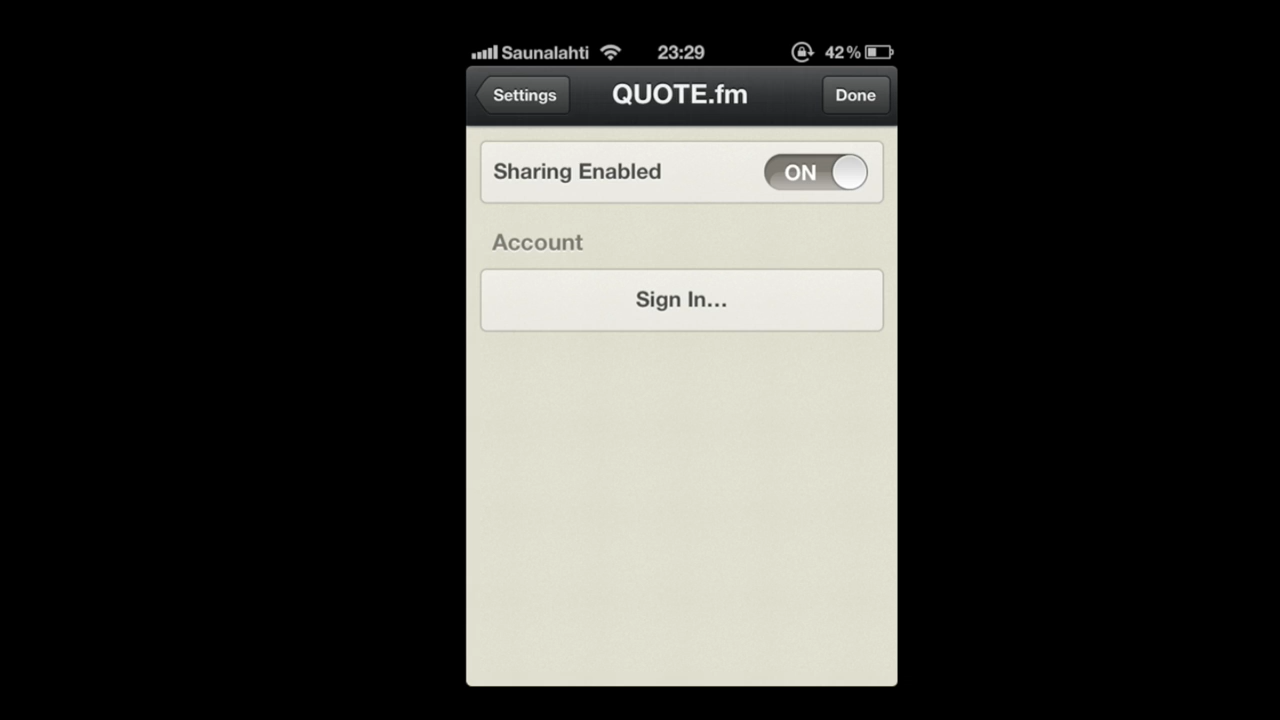 Saunalahti 23:29 42%
Settings QUOTE.fm Done
Sharing Enabled ON
Account
Sign In...